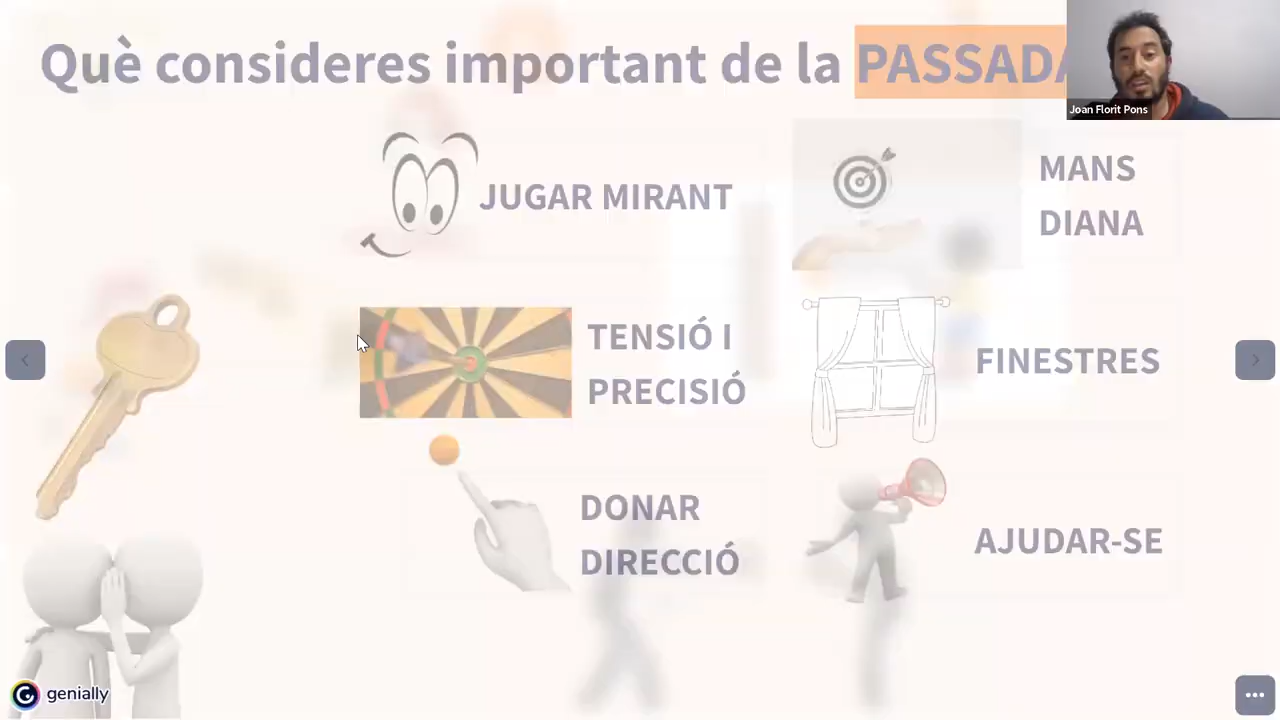 Què consideres important de la PASSADA
Joan Florit Pons
JUGAR MIRANT
MANS
DIANA
TENSIÓ I
PRECISIÓ
FINESTRES
DONAR
DIRECCIÓ
AJUDAR-SE
genially